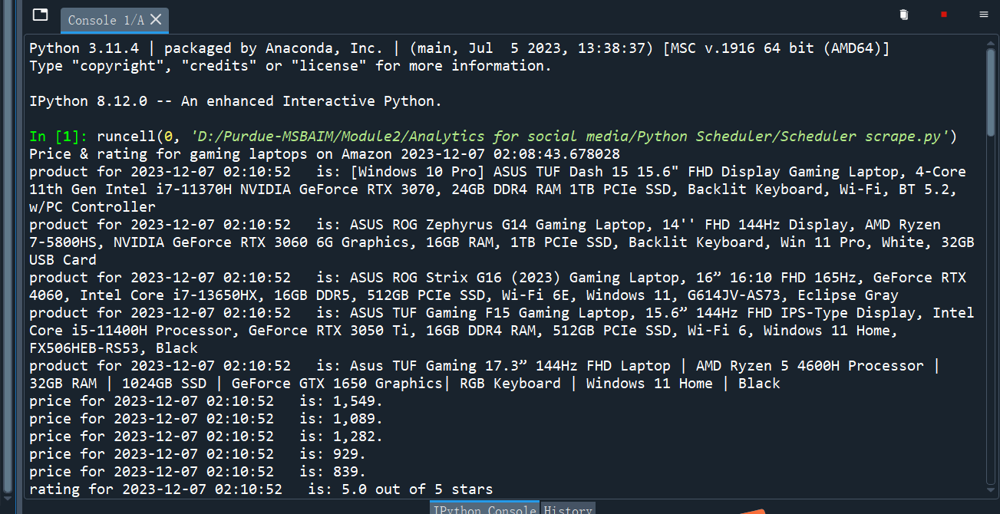 Console 1/A
Python 3.11.4 | packaged by Anaconda, Inc. | (main, Jul  5 2023, 13:38:37) [MSC v.1916 64 bit (AMD64)]
Type "copyright", "credits" or "license" for more information.
IPython 8.12.0 -- An enhanced Interactive Python.
In [1]: runcell(0, 'D:/Purdue-MSBAIM/Module2/Analytics for social media/Python Scheduler/Scheduler scrape.py')
Price & rating for gaming laptops on Amazon 2023-12-07 02:08:43.678028
product for 2023-12-07 02:10:52   is: [Windows 10 Pro] ASUS TUF Dash 15 15.6" FHD Display Gaming Laptop, 4-Core
11th Gen Intel i7-11370H NVIDIA GeForce RTX 3070, 24GB DDR4 RAM 1TB PCIe SSD, Backlit Keyboard, Wi-Fi, BT 5.2,
w/PC Controller
product for 2023-12-07 02:10:52   is: ASUS ROG Zephyrus G14 Gaming Laptop, 14'' FHD 144Hz Display, AMD Ryzen
7-5800HS, NVIDIA GeForce RTX 3060 6G Graphics, 16GB RAM, 1TB PCIe SSD, Backlit Keyboard, Win 11 Pro, White, 32GB
USB Card
product for 2023-12-07 02:10:52   is: ASUS ROG Strix G16 (2023) Gaming Laptop, 16” 16:10 FHD 165Hz, GeForce RTX
4060, Intel Core i7-13650HX, 16GB DDR5, 512GB PCIe SSD, Wi-Fi 6E, Windows 11, G614JV-AS73, Eclipse Gray
product for 2023-12-07 02:10:52   is: ASUS TUF Gaming F15 Gaming Laptop, 15.6” 144Hz FHD IPS-Type Display, Intel
Core i5-11400H Processor, GeForce RTX 3050 Ti, 16GB DDR4 RAM, 512GB PCIe SSD, Wi-Fi 6, Windows 11 Home,
FX506HEB-RS53, Black
product for 2023-12-07 02:10:52   is: Asus TUF Gaming 17.3” 144Hz FHD Laptop | AMD Ryzen 5 4600H Processor |
32GB RAM | 1024GB SSD | GeForce GTX 1650 Graphics| RGB Keyboard | Windows 11 Home | Black
price for 2023-12-07 02:10:52   is: 1,549.
price for 2023-12-07 02:10:52   is: 1,089.
price for 2023-12-07 02:10:52   is: 1,282.
price for 2023-12-07 02:10:52   is: 929.
price for 2023-12-07 02:10:52   is: 839.
rating for 2023-12-07 02:10:52   is: 5.0 out of 5 stars
IPython Console History